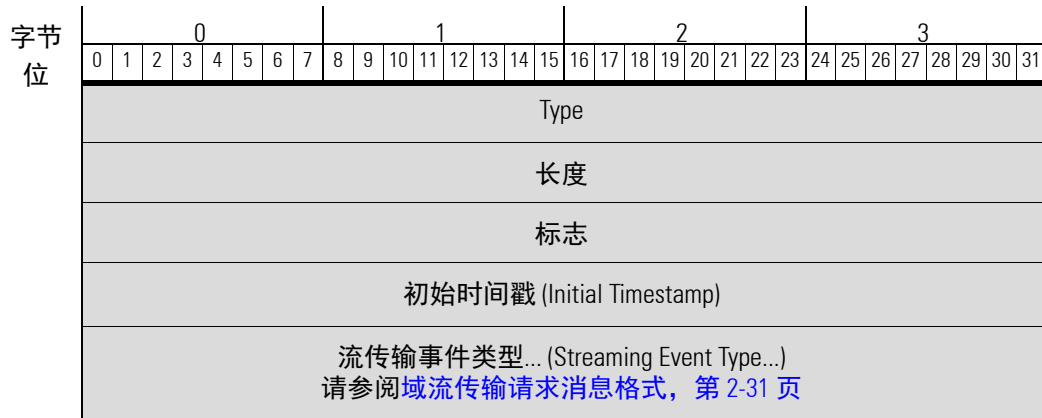 字节 0 1 2 3
位 0 1 2 3 4 5 6 7 8 9 10 11 12 13 14 15 16 17 18 19 20 21 22 23 24 25 26 27 28 29 30 31
Type
长度
标志
初始时间戳 (Initial Timestamp)
流传输事件类型... (Streaming Event Type...)
请参阅域流传输请求消息格式，第 2-31 页